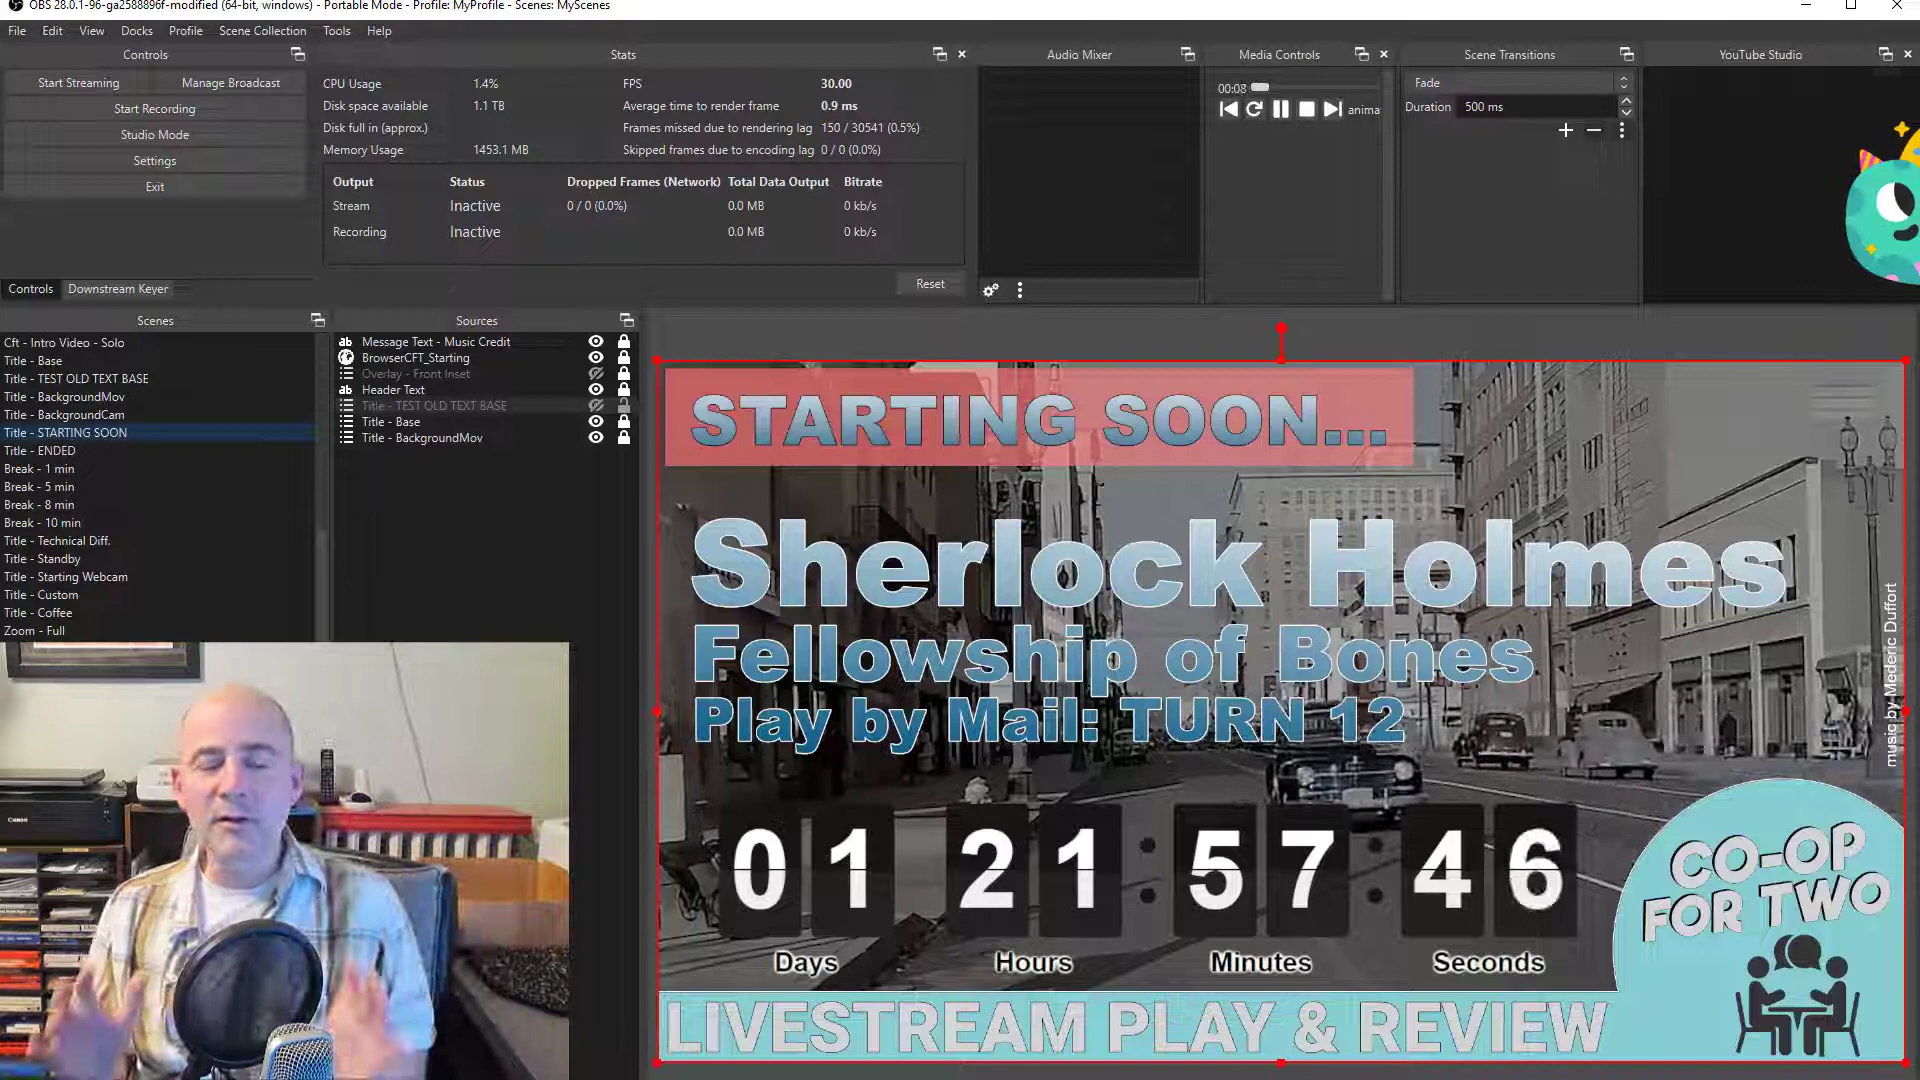 OBS 28.0.1-96-ga2588896f-modified (64-bit, windows) - Portable Mode - Profile: MyProfile - Scenes: MyScenes
File Edit View Docks Profile Scene Collection Tools Help
Controls
Start Streaming Manage Broadcast
Start Recording
Studio Mode
Settings
Exit
Controls Downstream Keyer
Stats
CPU Usage 1.4% FPS 30.00
Disk space available 1.1 TB Average time to render frame 0.9 ms
Disk full in (approx.) Frames missed due to rendering lag 150 / 30541 (0.5%)
Memory Usage 1453.1 MB Skipped frames due to encoding lag 0 / 0 (0.0%)
Output Status Dropped Frames (Network) Total Data Output Bitrate
Stream Inactive 0 / 0 (0.0%) 0.0 MB 0 kb/s
Recording Inactive 0.0 MB 0 kb/s
Reset
Audio Mixer
Media Controls
00:08
anima
Scene Transitions
Fade
Duration 500 ms
YouTube Studio
Scenes
Cft - Intro Video - Solo
Title - Base
Title - TEST OLD TEXT BASE
Title - BackgroundMov
Title - BackgroundCam
Title - STARTING SOON
Title - ENDED
Break - 1 min
Break - 5 min
Break - 8 min
Break - 10 min
Title - Technical Diff.
Title - Standby
Title - Starting Webcam
Title - Custom
Title - Coffee
Zoom - Full
Sources
ab Message Text - Music Credit
BrowserCFT_Starting
Overlay - Front Inset
ab Header Text
Title - TEST OLD TEXT BASE
Title - Base
Title - BackgroundMov
STARTING SOON...
Sherlock Holmes
Fellowship of Bones
Play by Mail: TURN 12
music by Mederic Duffort
01 21 : 57 : 46
Days Hours Minutes Seconds
LIVESTREAM PLAY & REVIEW
CO-OP
FOR TWO
Canon